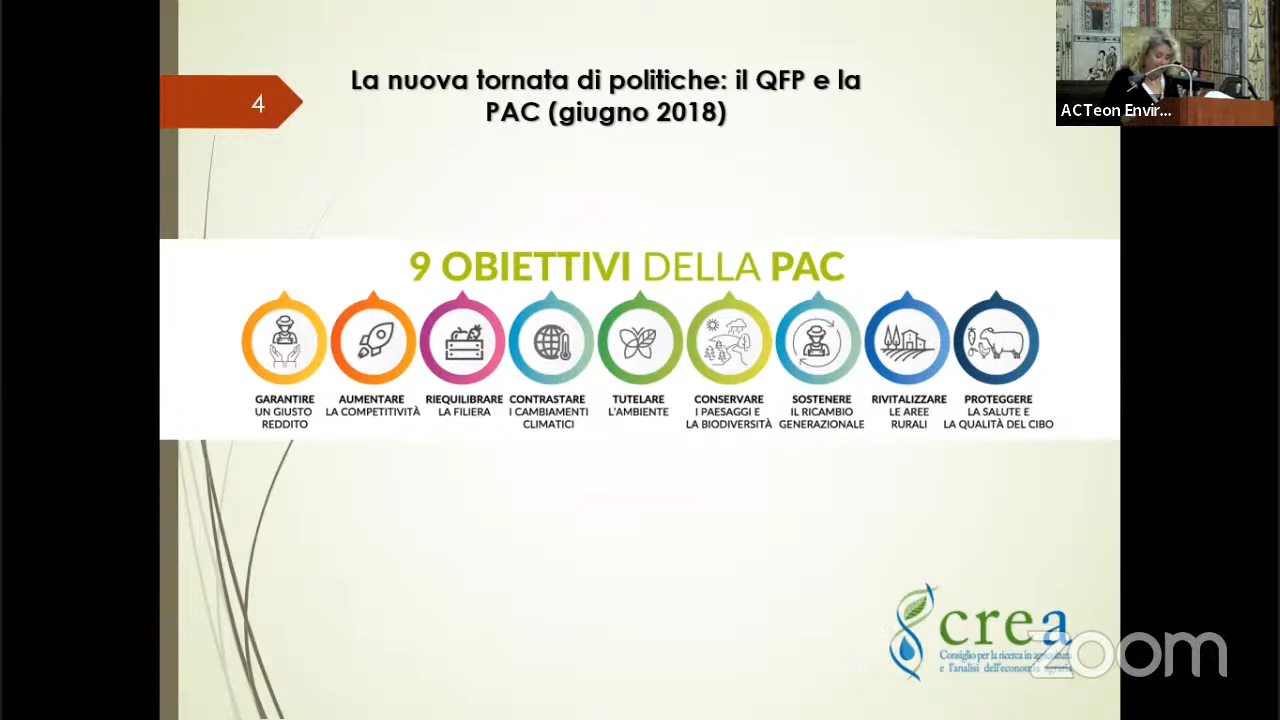 4
La nuova tornata di politiche: il QFP e la
PAC (giugno 2018)
ACTeon Envir...
9 OBIETTIVI DELLA PAC
GARANTIRE
UN GIUSTO
REDDITO
AUMENTARE
LA COMPETITIVITÀ
RIEQUILIBRARE
LA FILIERA
CONTRASTARE
I CAMBIAMENTI
CLIMATICI
TUTELARE
L'AMBIENTE
CONSERVARE
I PAESAGGI E
LA BIODIVERSITÀ
SOSTENERE
IL RICAMBIO
GENERAZIONALE
RIVITALIZZARE
LE AREE
RURALI
PROTEGGERE
LA SALUTE E
LA QUALITÀ DEL CIBO
crea
Consiglio per la ricerca in agricoltura
e l'analisi dell'economia agraria
zoom